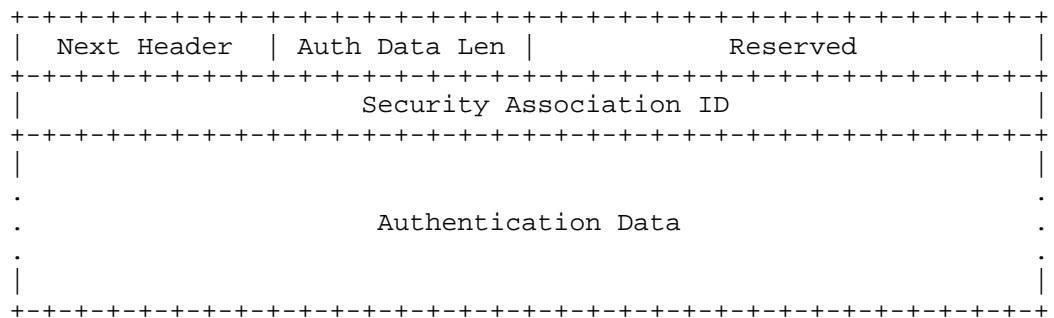 Next Header | Auth Data Len | Reserved
Security Association ID
Authentication Data